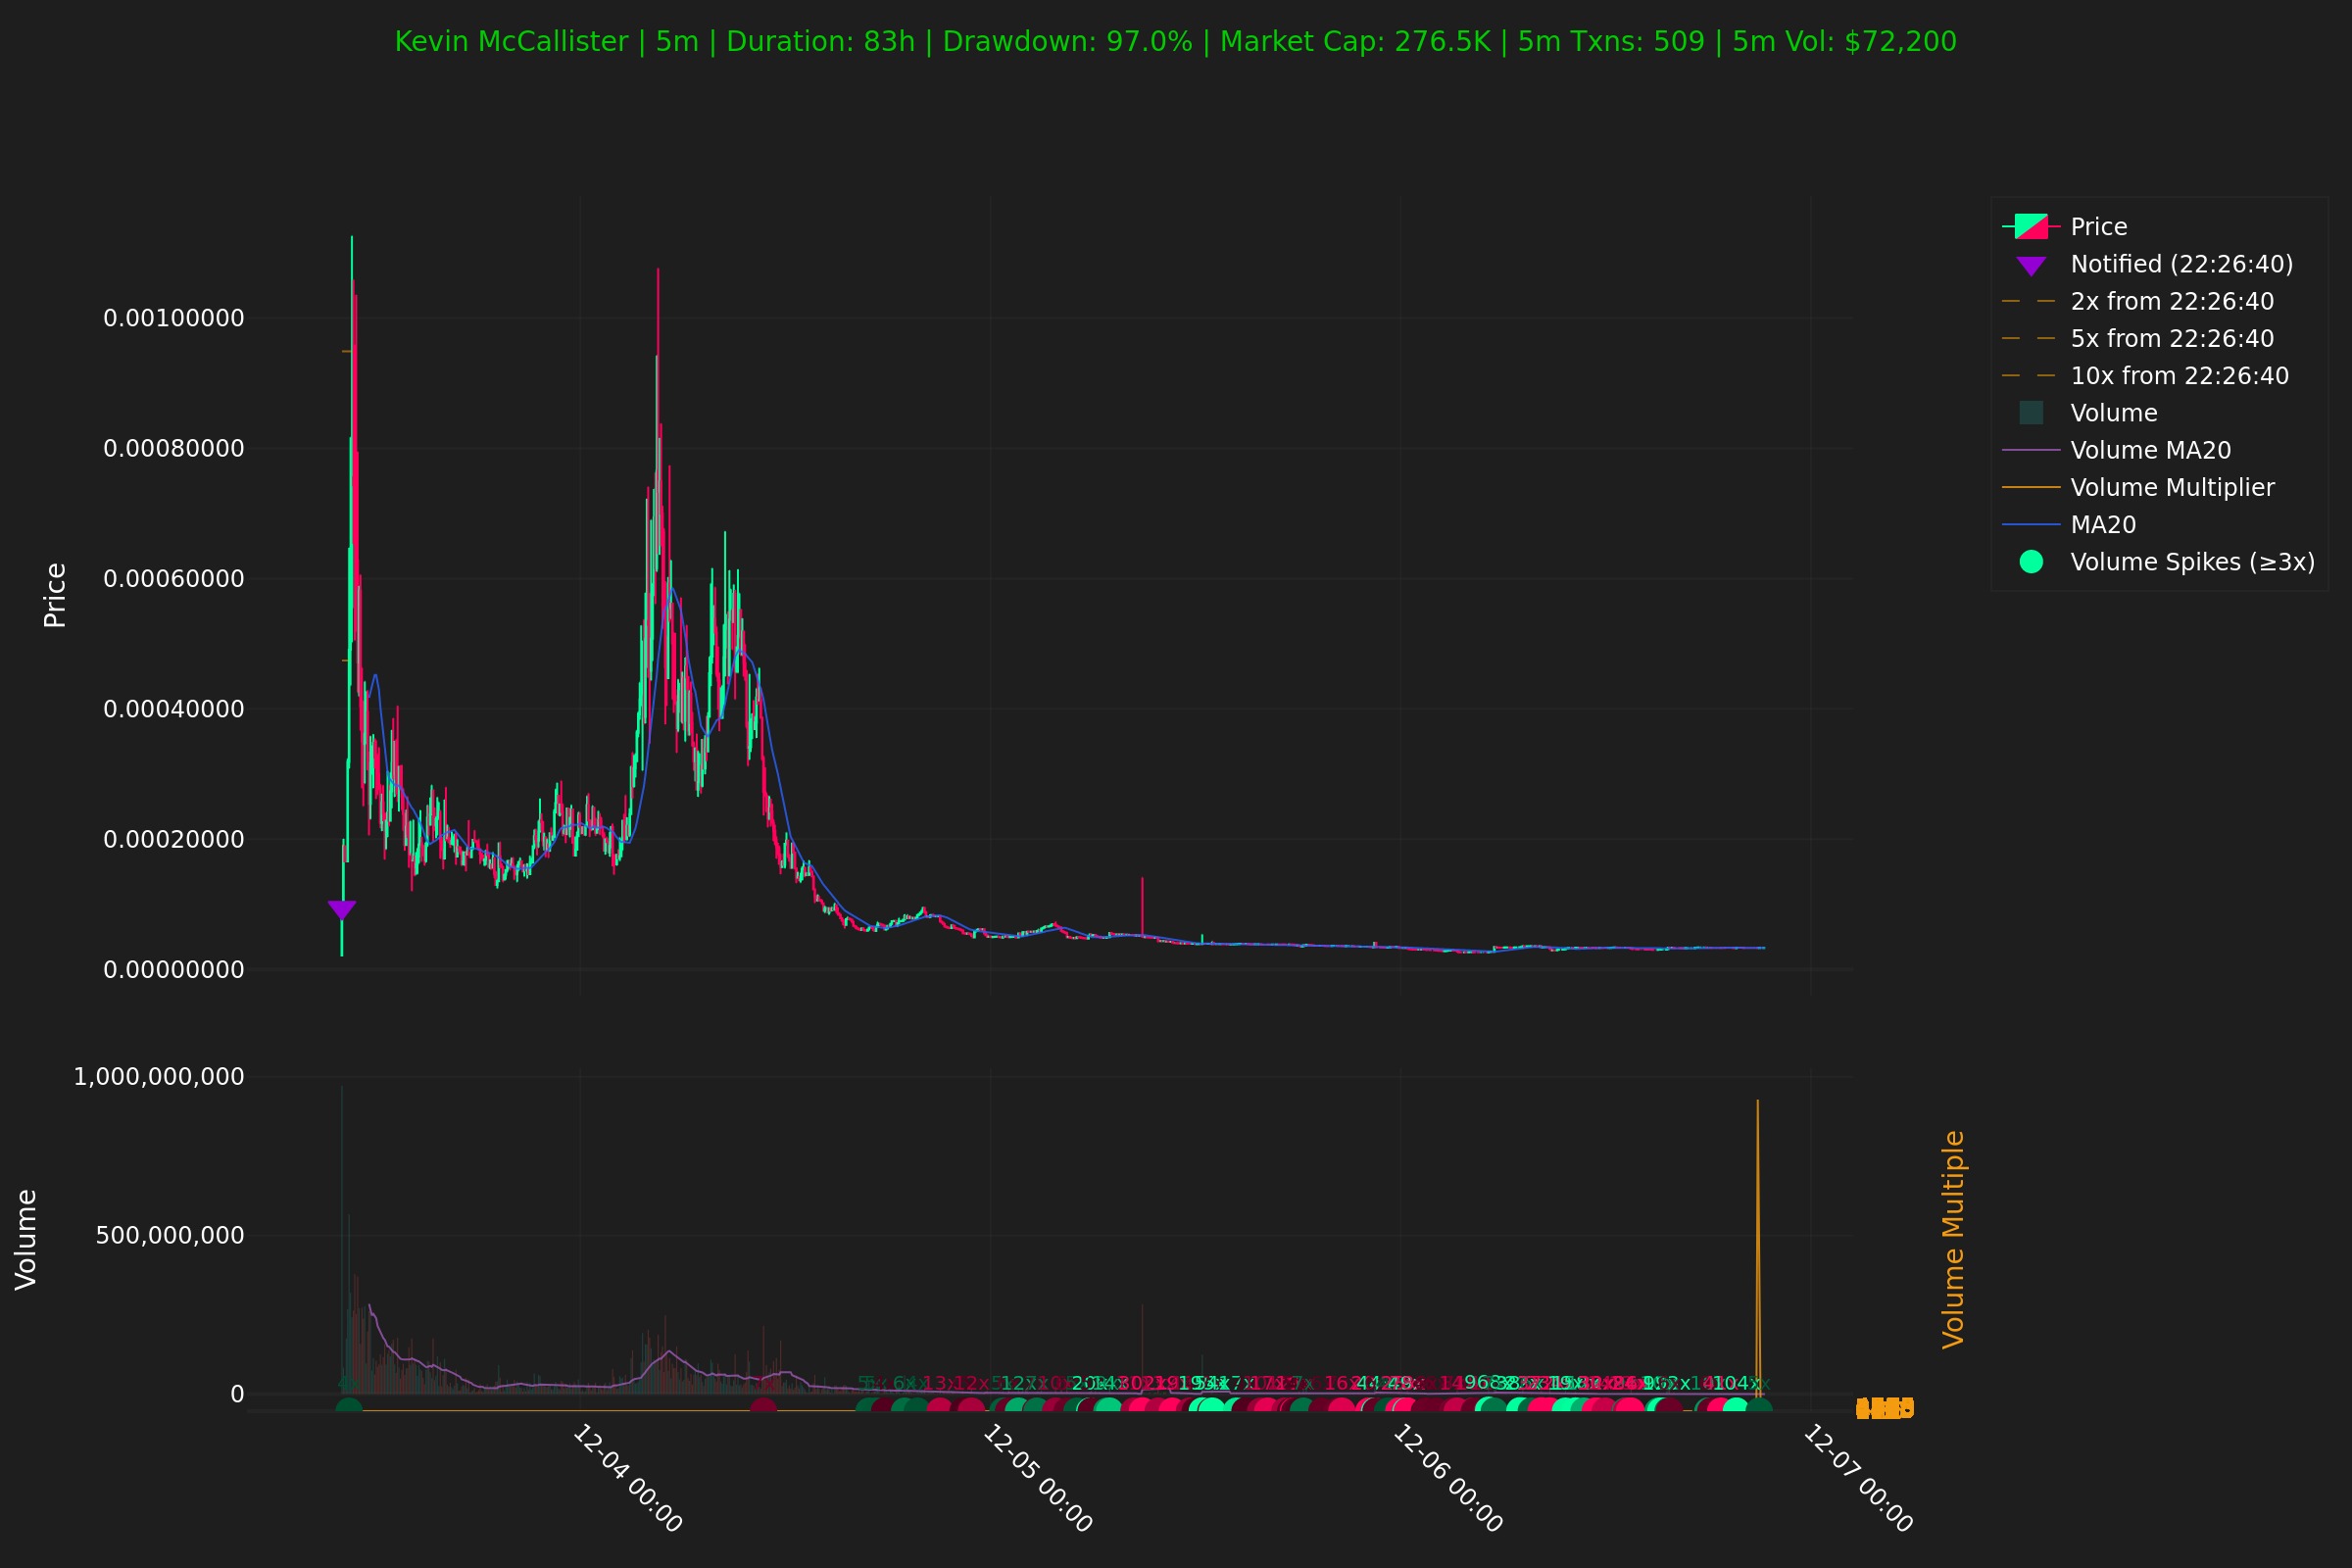 Kevin McCallister | 5m | Duration: 83h | Drawdown: 97.0% | Market Cap: 276.5K | 5m Txns: 509 | 5m Vol: $72,200
Price
0.00100000
0.00080000
0.00060000
0.00040000
0.00020000
0.00000000
Price
Notified (22:26:40)
2x from 22:26:40
5x from 22:26:40
10x from 22:26:40
Volume
Volume MA20
Volume Multiplier
MA20
Volume Spikes (≥3x)
Volume
1,000,000,000
500,000,000
0
Volume Multiple
12-04 00:00
12-05 00:00
12-06 00:00
12-07 00:00